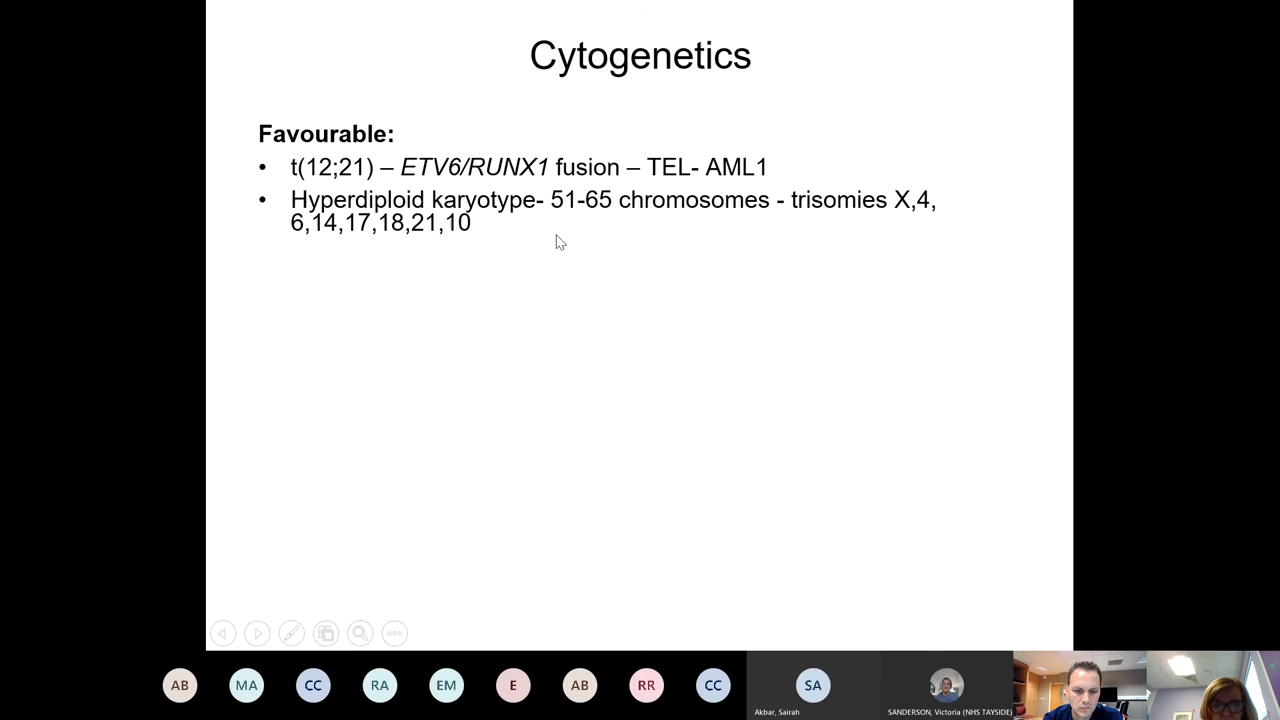 Cytogenetics
Favourable:
• t(12;21) – ETV6/RUNX1 fusion – TEL- AML1
• Hyperdiploid karyotype- 51-65 chromosomes - trisomies X,4,
6,14,17,18,21,10
AB MA CC RA EM E AB RR CC SA
Akbar, Sairah
SANDERSON, Victoria (NHS TAYSIDE)